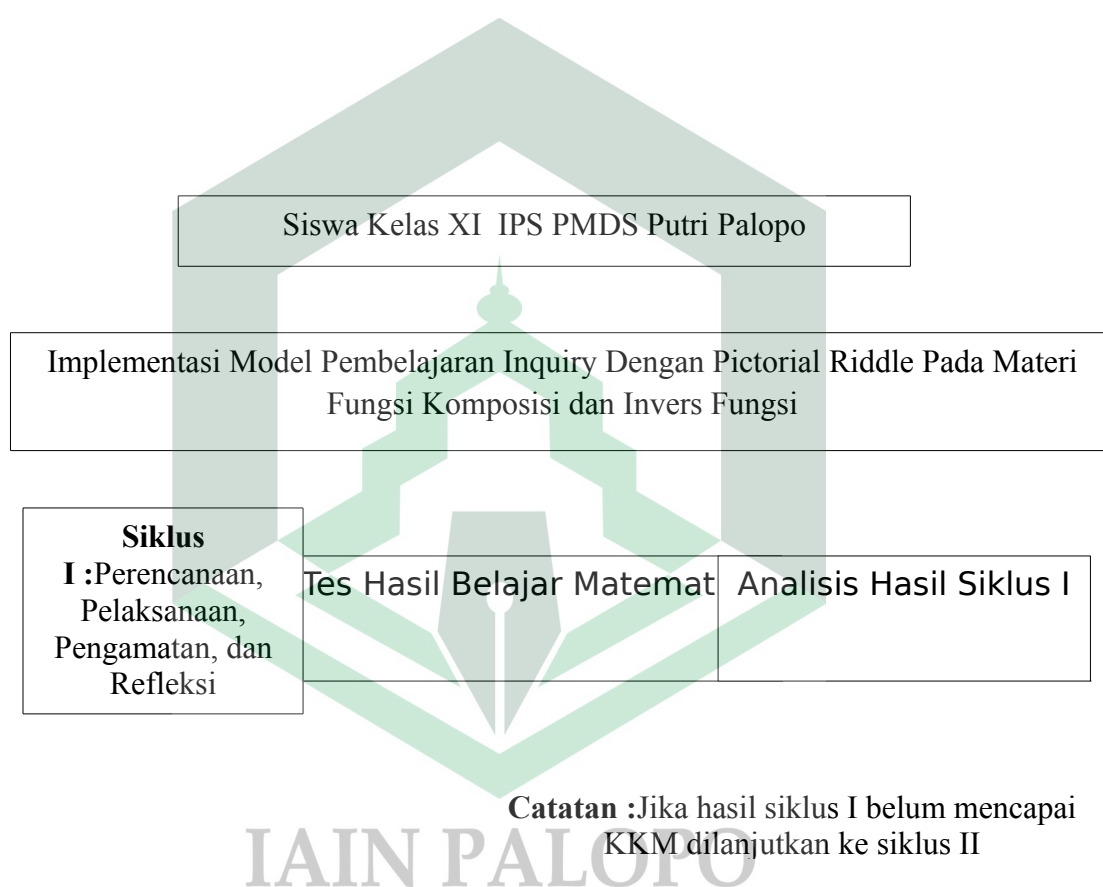 Siswa Kelas XI IPS PMDS Putri Palopo
Implementasi Model Pembelajaran Inquiry Dengan Pictorial Riddle Pada Materi
Fungsi Komposisi dan Invers Fungsi
Siklus
I :Perencanaan,
Pelaksanaan,
Pengamatan, dan
Refleksi
Tes Hasil Belajar Matemat
Analisis Hasil Siklus I
Catatan :Jika hasil siklus I belum mencapai
KKM dilanjutkan ke siklus II
IAIN PALOPO